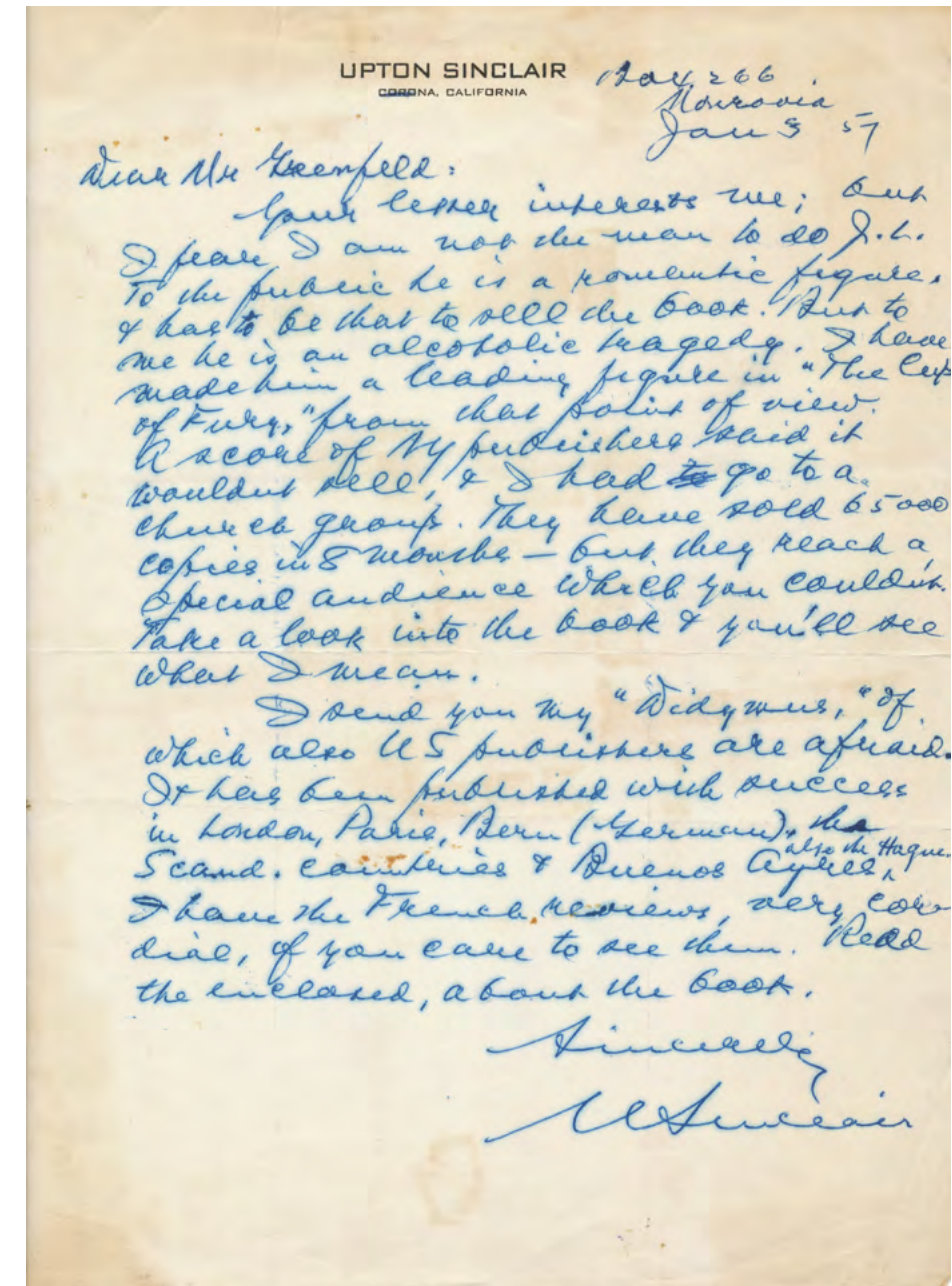 UPTON SINCLAIR
CORONA, CALIFORNIA
Box 266
Monrovia
Jan 3 57
Dear Mr Greenfeld:
Your letter interests me; but
I fear I am not the man to do J.L.
To the public he is a romantic figure.
& has to be that to sell the book. But to
me he is an alcoholic tragedy. I have
made him a leading figure in "The Cup
of Fury," from that point of view.
A score of NY publishers said it
wouldnt sell, & I had to go to a
church group. They have sold 65000
copies in 8 months — but they reach a
special audience which you couldn't.
Take a look into the book & you'll see
what I mean.
I send you my "Didymus," of
which also US publishers are afraid.
It has been published with success
in London, Paris, Bern (German), the
Scand. countries & Buenos Ayres,
also the Hague.
I have the French reviews, very cor-
dial, if you care to see them. Read
the enclosed, about the book.
Sincerely
U Sinclair